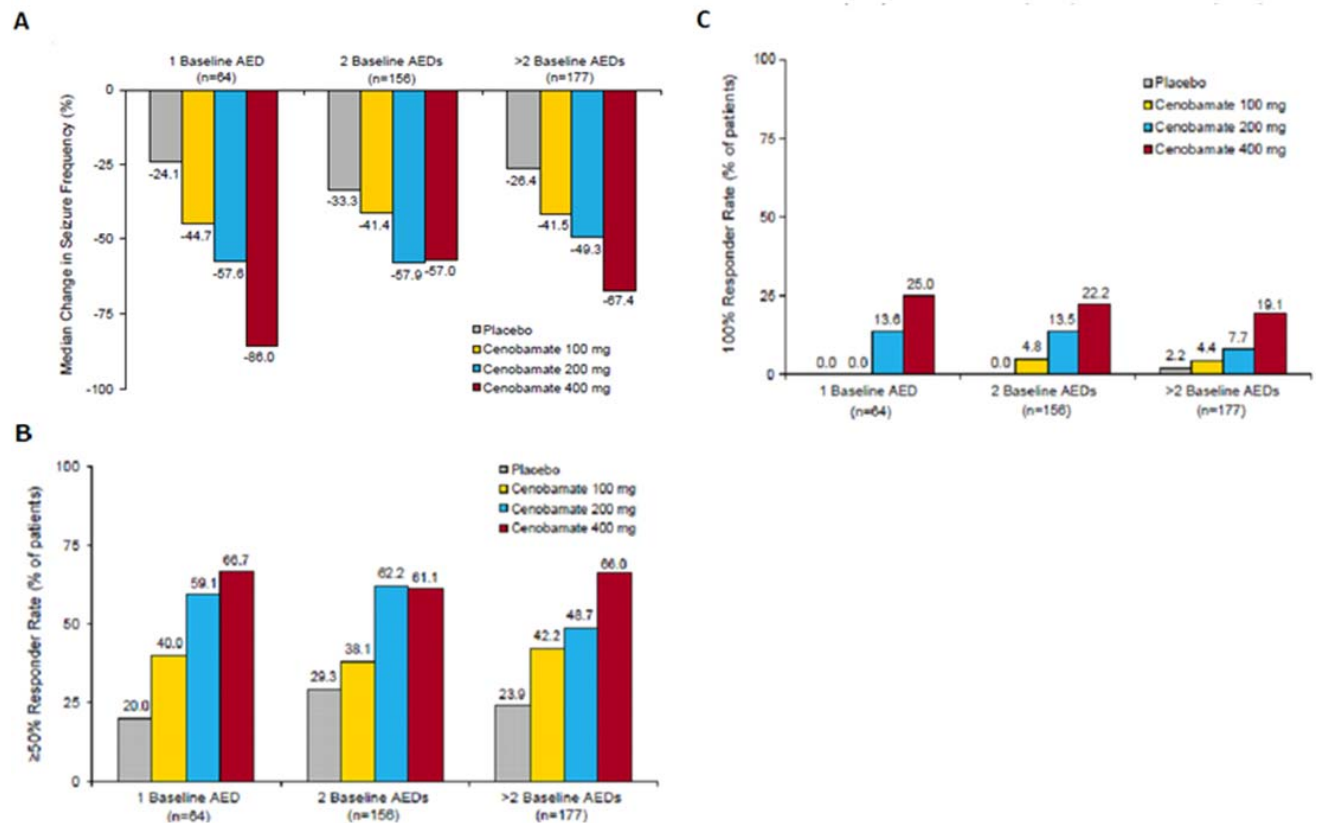 A
1 Baseline AED
(n=64)
2 Baseline AEDs
(n=156)
>2 Baseline AEDs
(n=177)
Median Change in Seizure Frequency (%)
0
-25
-50
-75
-100
-24.1
-44.7
-57.6
-86.0
-33.3
-41.4
-57.9
-57.0
-26.4
-41.5
-49.3
-67.4
Placebo
Cenobamate 100 mg
Cenobamate 200 mg
Cenobamate 400 mg
B
≥50% Responder Rate (% of patients)
100
75
50
25
0
20.0
40.0
59.1
66.7
29.3
38.1
62.2
61.1
23.9
42.2
48.7
66.0
Placebo
Cenobamate 100 mg
Cenobamate 200 mg
Cenobamate 400 mg
1 Baseline AED
(n=64)
2 Baseline AEDs
(n=156)
>2 Baseline AEDs
(n=177)
C
100% Responder Rate (% of patients)
100
75
50
25
0
Placebo
Cenobamate 100 mg
Cenobamate 200 mg
Cenobamate 400 mg
0.0
0.0
13.6
25.0
0.0
4.8
13.5
22.2
2.2
4.4
7.7
19.1
1 Baseline AED
(n=64)
2 Baseline AEDs
(n=156)
>2 Baseline AEDs
(n=177)